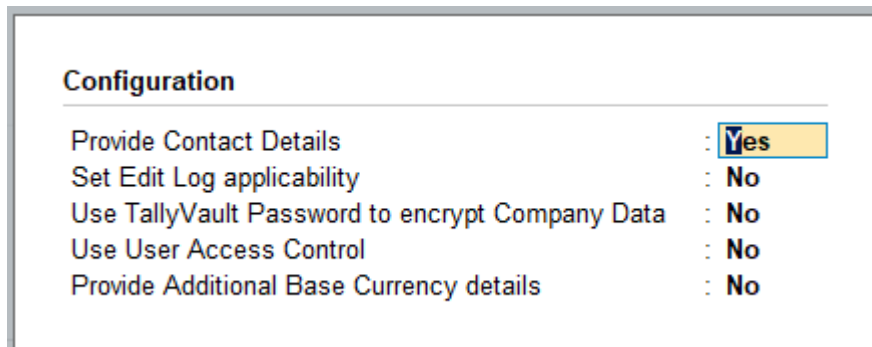 Configuration
Provide Contact Details : Yes
Set Edit Log applicability : No
Use TallyVault Password to encrypt Company Data : No
Use User Access Control : No
Provide Additional Base Currency details : No